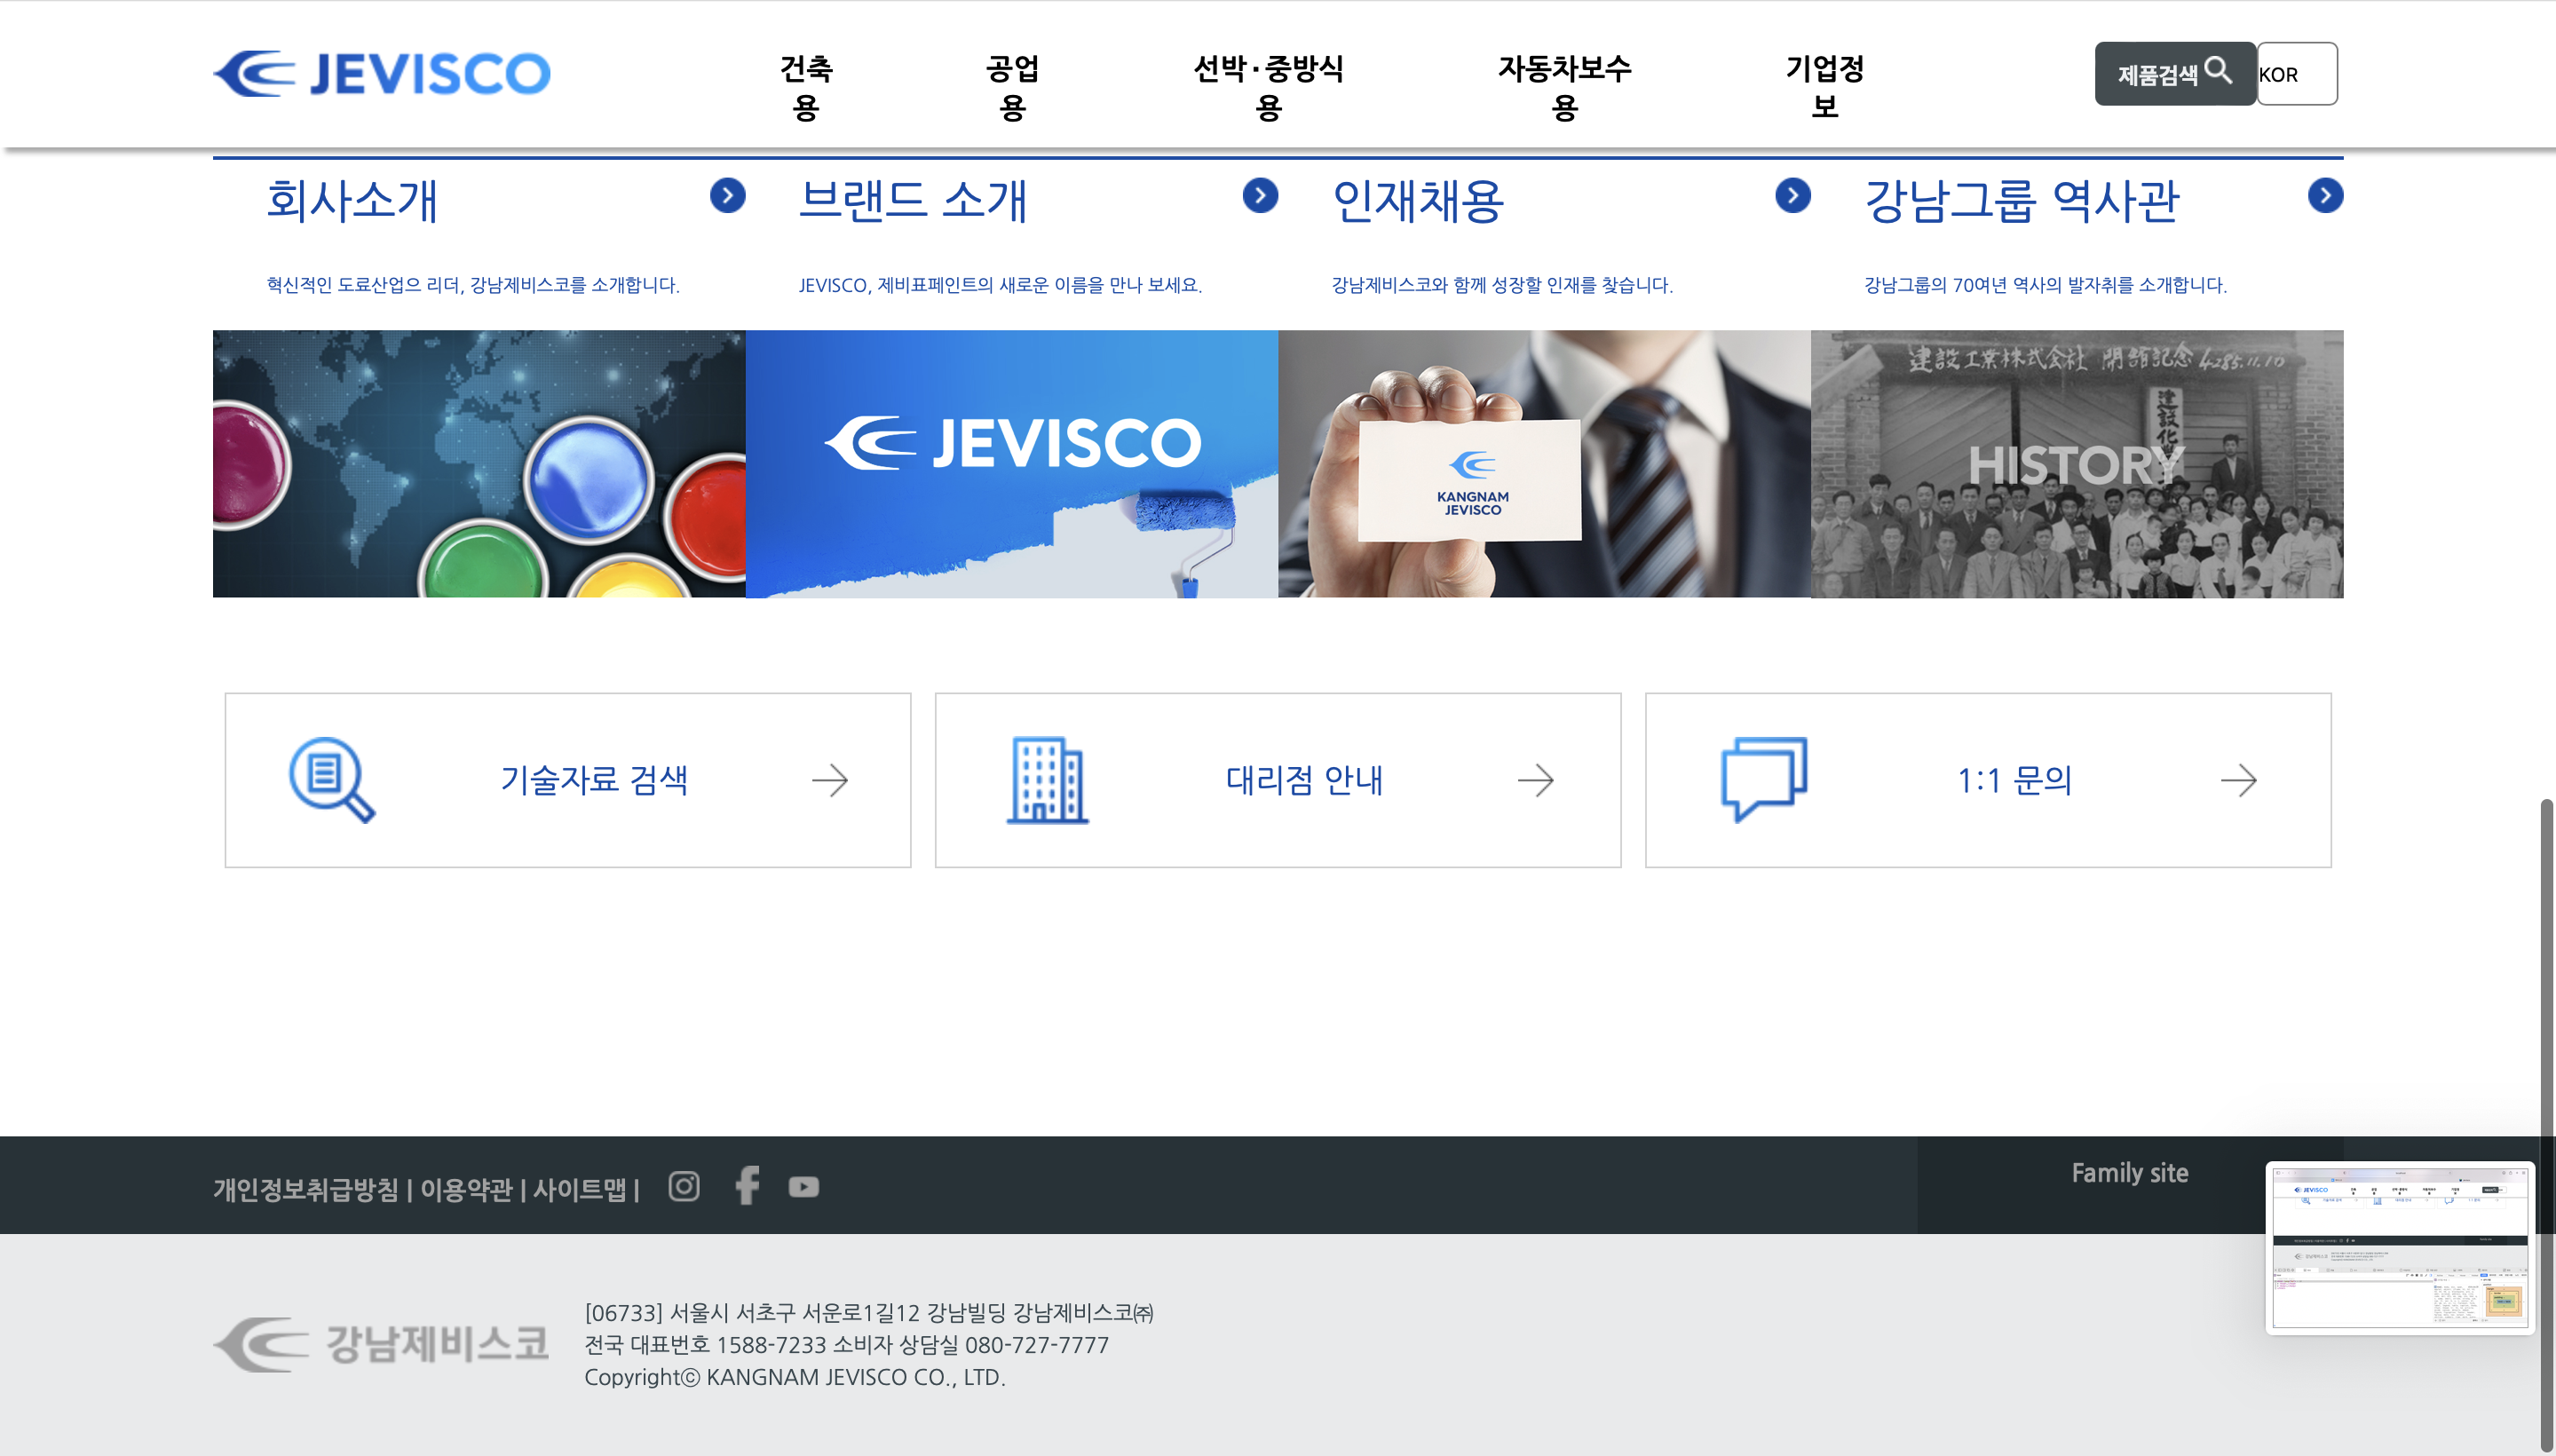 JEVISCO
건축
용
공업
용
선박·중방식
용
자동차보수
용
기업정
보
제품검색
KOR
회사소개
브랜드 소개
인재채용
강남그룹 역사관
혁신적인 도료산업으 리더, 강남제비스코를 소개합니다.
JEVISCO, 제비표페인트의 새로운 이름을 만나 보세요.
강남제비스코와 함께 성장할 인재를 찾습니다.
강남그룹의 70여년 역사의 발자취를 소개합니다.
JEVISCO
KANGNAM
JEVISCO
建設工業株式会社 開館記念 4285.11.10
建設化
HISTORY
기술자료 검색
대리점 안내
1:1 문의
개인정보취급방침 | 이용약관 | 사이트맵 |
Family site
강남제비스코
[06733] 서울시 서초구 서운로1길12 강남빌딩 강남제비스코㈜
전국 대표번호 1588-7233 소비자 상담실 080-727-7777
Copyrightⓒ KANGNAM JEVISCO CO., LTD.